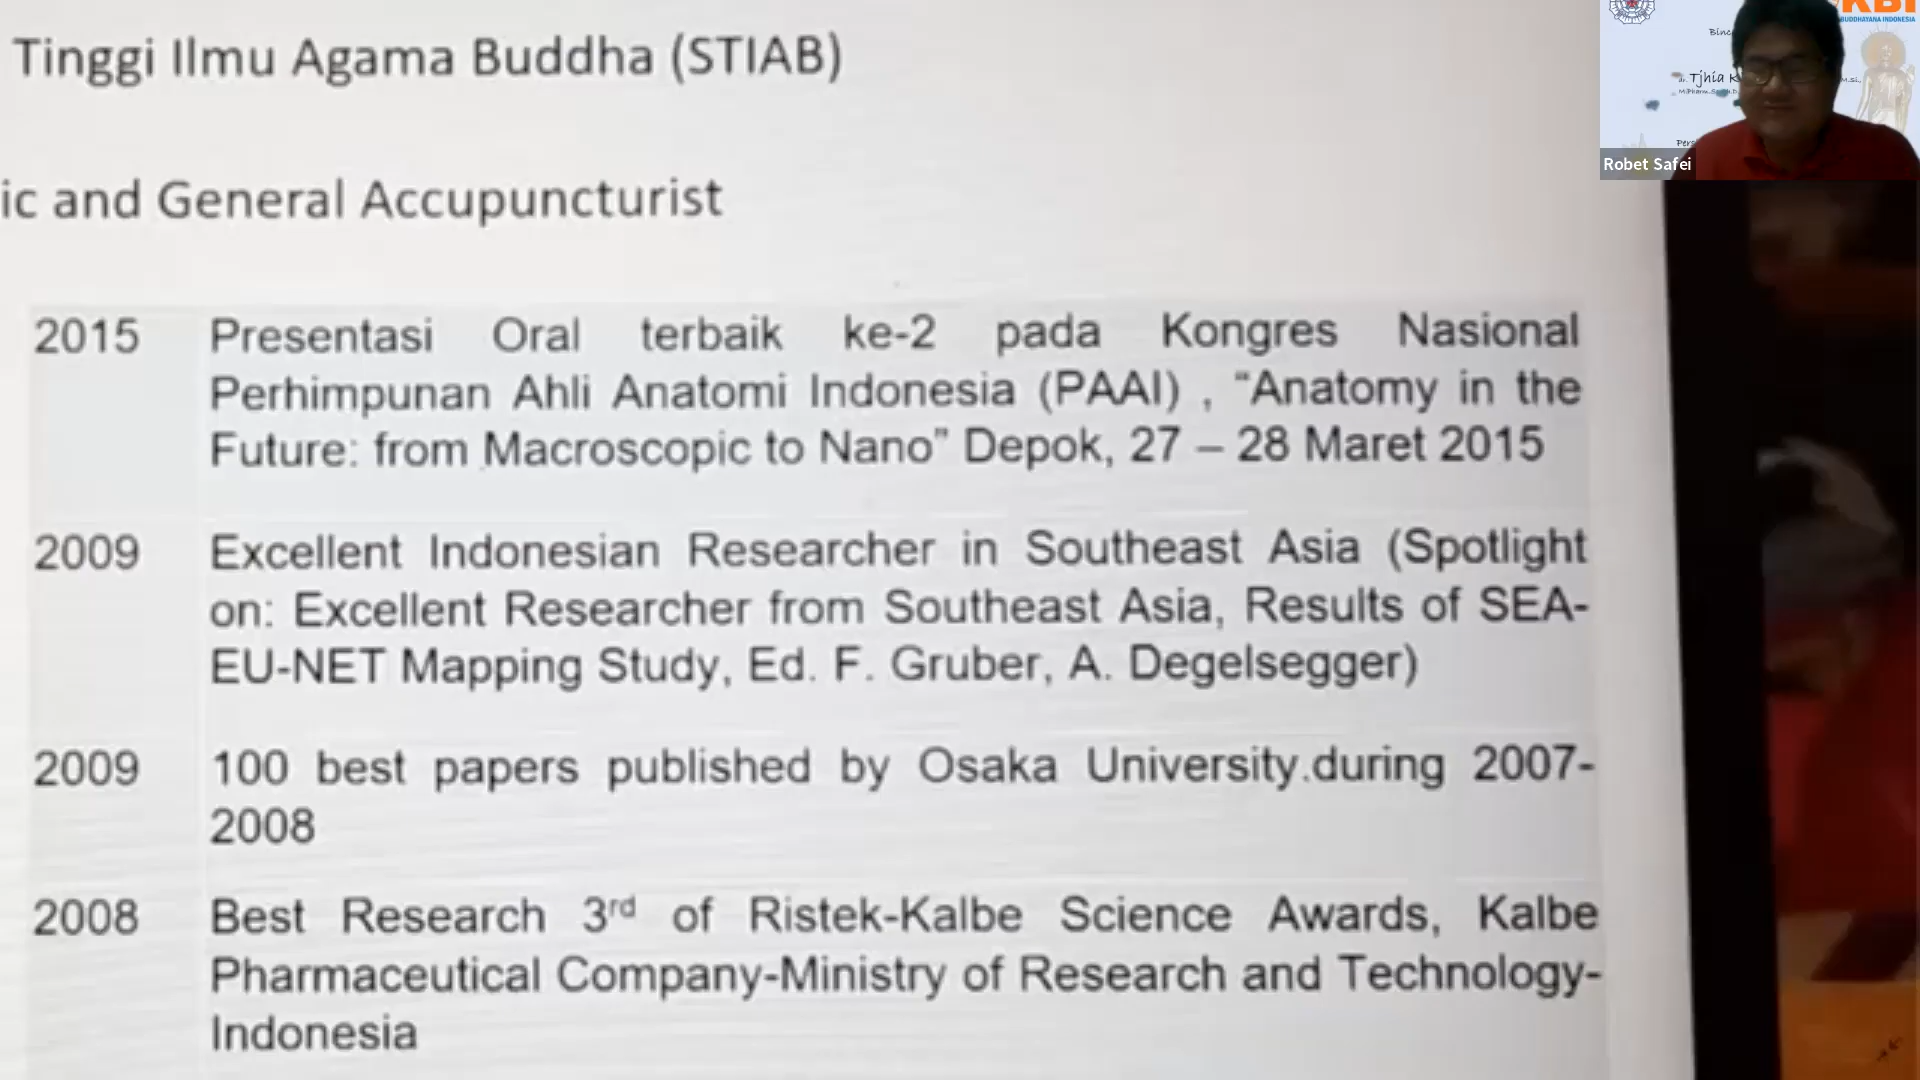 Tinggi Ilmu Agama Buddha (STIAB)
ic and General Accupuncturist
2015 Presentasi Oral terbaik ke-2 pada Kongres Nasional
Perhimpunan Ahli Anatomi Indonesia (PAAI) , “Anatomy in the
Future: from Macroscopic to Nano” Depok, 27 – 28 Maret 2015
2009 Excellent Indonesian Researcher in Southeast Asia (Spotlight
on: Excellent Researcher from Southeast Asia, Results of SEA-
EU-NET Mapping Study, Ed. F. Gruber, A. Degelsegger)
2009 100 best papers published by Osaka University.during 2007-
2008
2008 Best Research 3rd of Ristek-Kalbe Science Awards, Kalbe
Pharmaceutical Company-Ministry of Research and Technology-
Indonesia
KBI
BUDDHAYANA INDONESIA
Tjhia K
Robet Safei